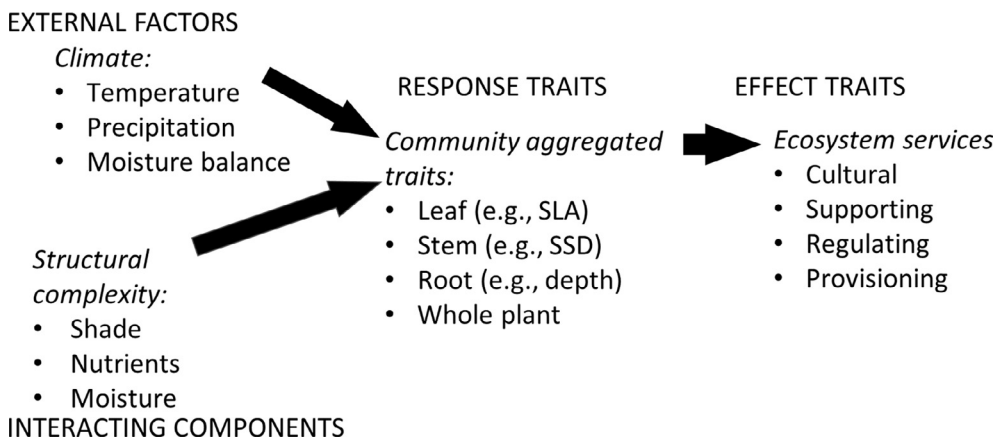 EXTERNAL FACTORS
Climate:
• Temperature
• Precipitation
• Moisture balance
Structural
complexity:
• Shade
• Nutrients
• Moisture
INTERACTING COMPONENTS
RESPONSE TRAITS
Community aggregated
traits:
• Leaf (e.g., SLA)
• Stem (e.g., SSD)
• Root (e.g., depth)
• Whole plant
EFFECT TRAITS
Ecosystem services
• Cultural
• Supporting
• Regulating
• Provisioning